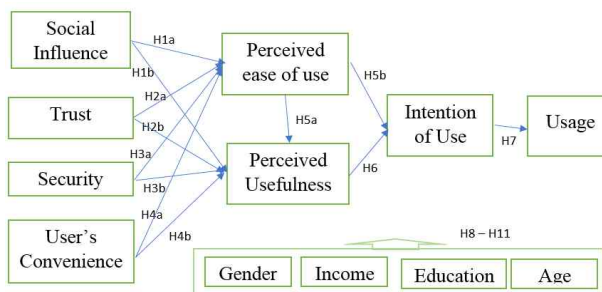 Social
Influence
Trust
Security
User's
Convenience
H1a
H1b
H2a
H2b
H3a
H3b
H4a
H4b
Perceived
ease of use
H5a
Perceived
Usefulness
H5b
H6
Intention
of Use
H7
Usage
H8 – H11
Gender
Income
Education
Age